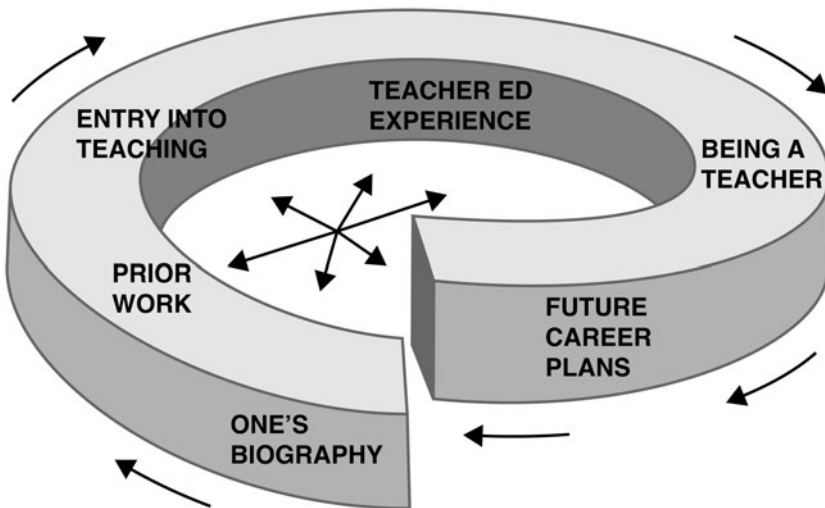 TEACHER ED
EXPERIENCE
ENTRY INTO
TEACHING
BEING A
TEACHER
PRIOR
WORK
FUTURE
CAREER
PLANS
ONE’S
BIOGRAPHY